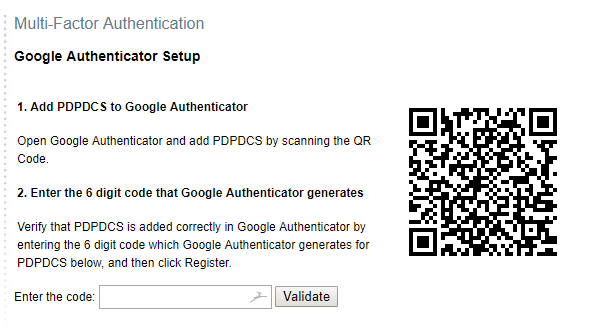 Multi-Factor Authentication
Google Authenticator Setup
1. Add PDPDCS to Google Authenticator
Open Google Authenticator and add PDPDCS by scanning the QR
Code.
2. Enter the 6 digit code that Google Authenticator generates
Verify that PDPDCS is added correctly in Google Authenticator by
entering the 6 digit code which Google Authenticator generates for
PDPDCS below, and then click Register.
Enter the code: Validate